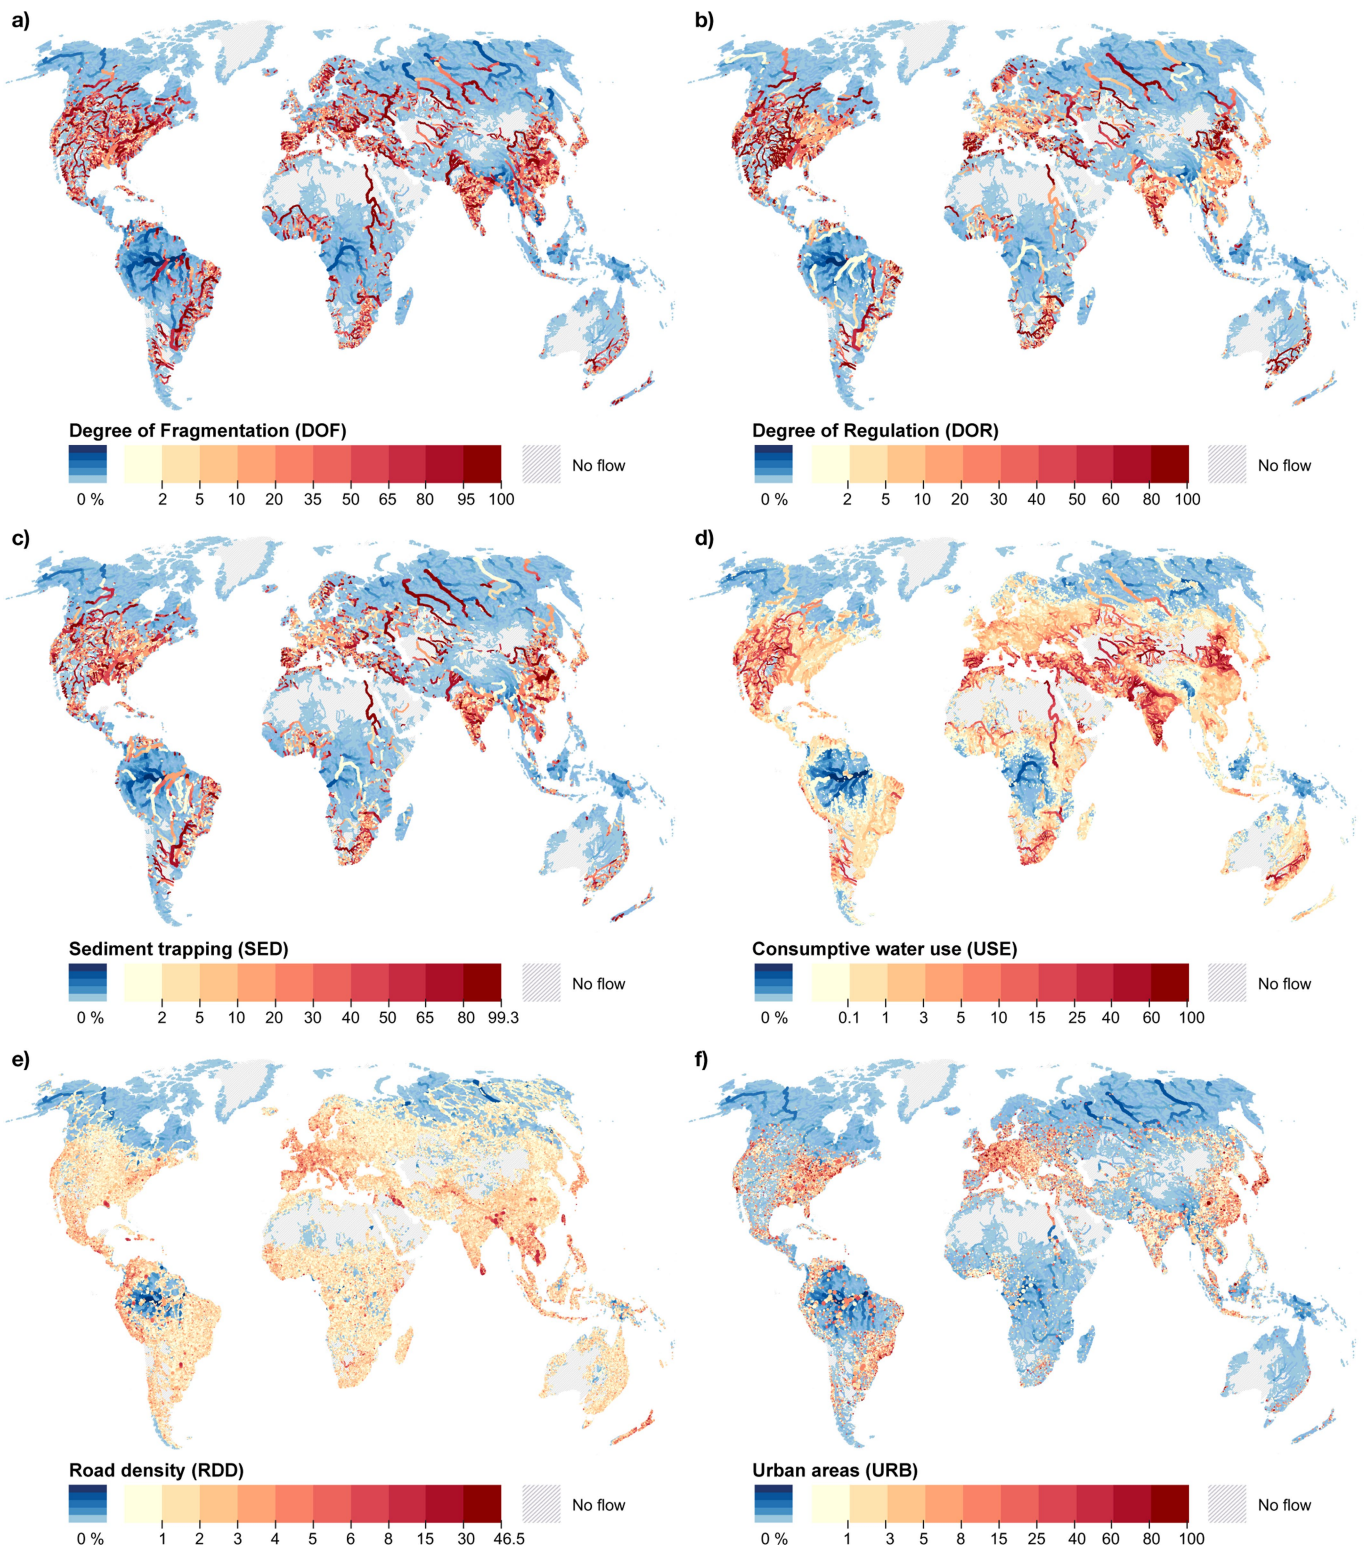 a)
b)
Degree of Fragmentation (DOF)
0 % 2 5 10 20 35 50 65 80 95 100 No flow
Degree of Regulation (DOR)
0 % 2 5 10 20 30 40 50 60 80 100 No flow
c)
d)
Sediment trapping (SED)
0 % 2 5 10 20 30 40 50 65 80 99.3 No flow
Consumptive water use (USE)
0 % 0.1 1 3 5 10 15 25 40 60 100 No flow
e)
f)
Road density (RDD)
0 % 1 2 3 4 5 6 8 15 30 46.5 No flow
Urban areas (URB)
0 % 1 3 5 8 15 25 40 60 80 100 No flow